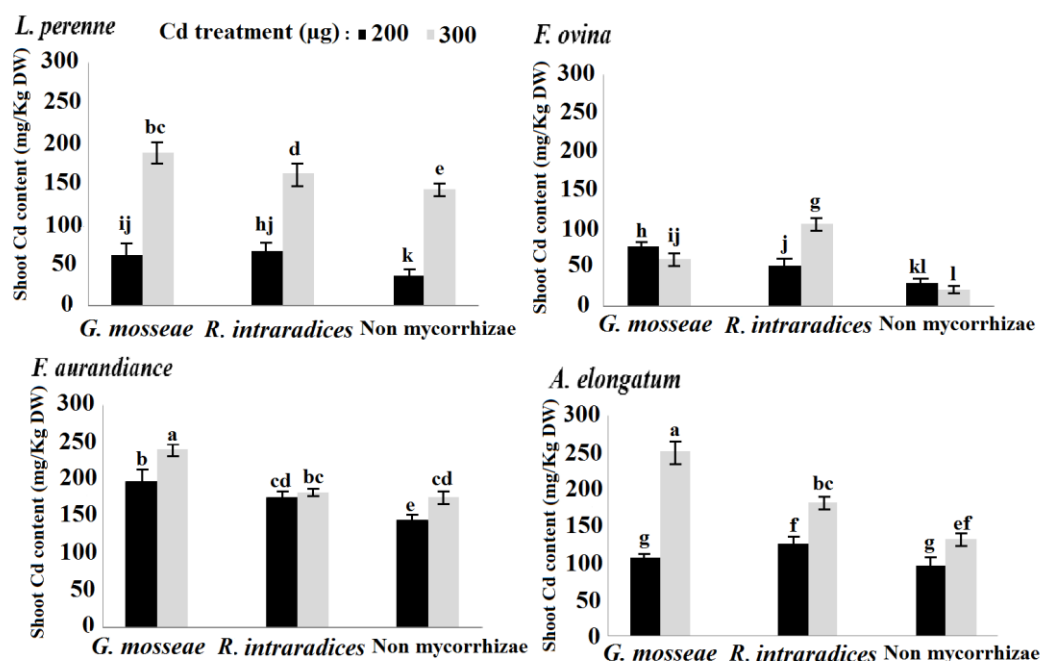 L. perenne
Cd treatment (µg) : 200 300
Shoot Cd content (mg/Kg DW)
300
250
200
150
100
50
0
bc
d
e
ij
hj
k
G. mosseae R. intraradices Non mycorrhizae
F. ovina
Shoot Cd content (mg/Kg DW)
300
250
200
150
100
50
0
g
h ij
j
kl l
G. mosseae R. intraradices Non mycorrhizae
F. aurandiance
Shoot Cd content (mg/Kg DW)
300
250
200
150
100
50
0
a
b
cd bc cd
e
G. mosseae R. intraradices Non mycorrhizae
A. elongatum
Shoot Cd content (mg/Kg DW)
300
250
200
150
100
50
0
a
bc
g f g ef
G. mosseae R. intraradices Non mycorrhizae